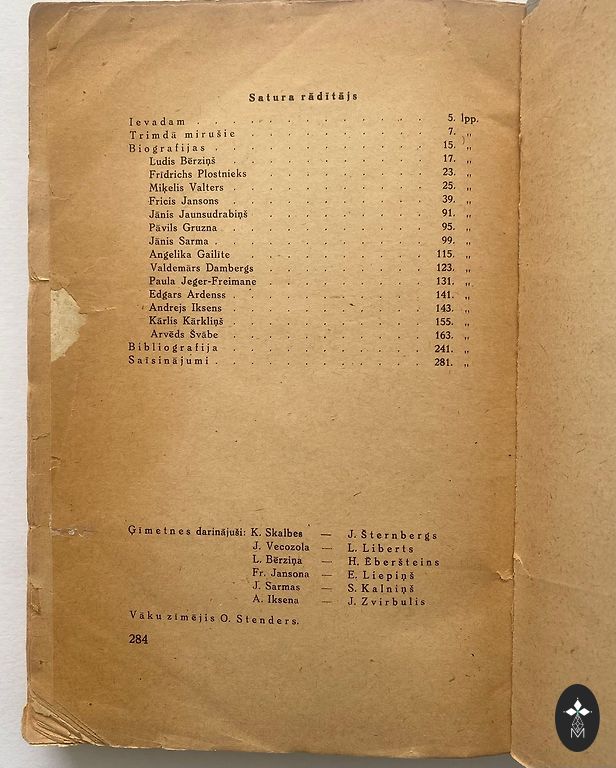 Satura rādītājs
Ievadam . . . . . . . . . . . . 5. lpp.
Trimdā mirušie . . . . . . . . . . 7. „
Biografijas . . . . . . . . . . . 15. „
Ludis Bērziņš . . . . . . . . . . 17. „
Frīdrichs Plostnieks . . . . . . . . . 23. „
Miķelis Valters . . . . . . . . . . 25. „
Fricis Jansons . . . . . . . . . . 39. „
Jānis Jaunsudrabiņš . . . . . . . . . 91. „
Pāvils Gruzna . . . . . . . . . . 95. „
Jānis Sarma . . . . . . . . . . . 99. „
Angelika Gailīte . . . . . . . . . . 115. „
Valdemārs Dambergs . . . . . . . . . 123. „
Paula Jeger-Freimane . . . . . . . . . 131. „
Edgars Ardenss . . . . . . . . . . 141. „
Andrejs Iksens . . . . . . . . . . 143. „
Kārlis Kārkliņš . . . . . . . . . . 155. „
Arvēds Švābe . . . . . . . . . . 163. „
Bibliografija . . . . . . . . . . . 241. „
Saīsinājumi . . . . . . . . . . . 281. „
Ģīmetnes darinājuši: K. Skalbes — J. Šternbergs
J. Vecozola — L. Liberts
L. Bērziņa — H. Ēberšteins
Fr. Jansona — E. Liepiņš
J. Sarmas — S. Kalniņš
A. Iksena — J. Zvirbulis
Vāku zīmējis O. Stenders.
284
M